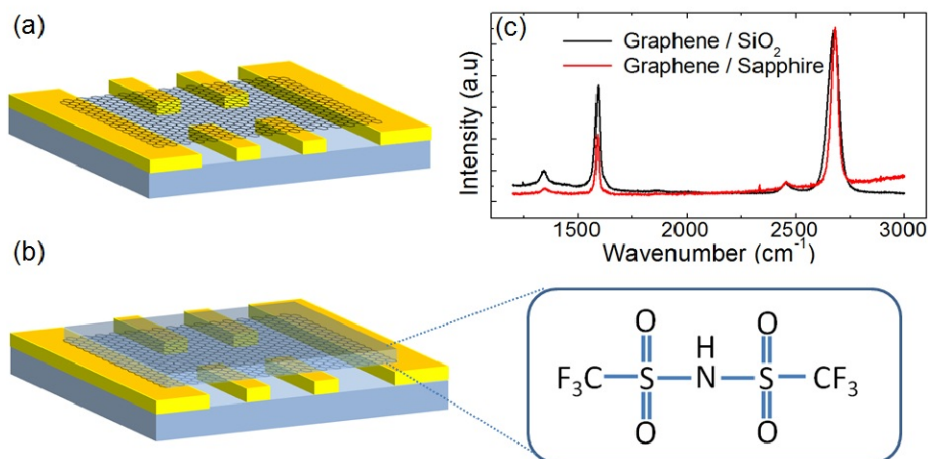 (a)
(b)
(c)
Graphene / SiO₂
Graphene / Sapphire
Intensity (a.u)
1500 2000 2500 3000
Wavenumber (cm⁻¹)
O O
H
F₃C S N S CF₃
O O